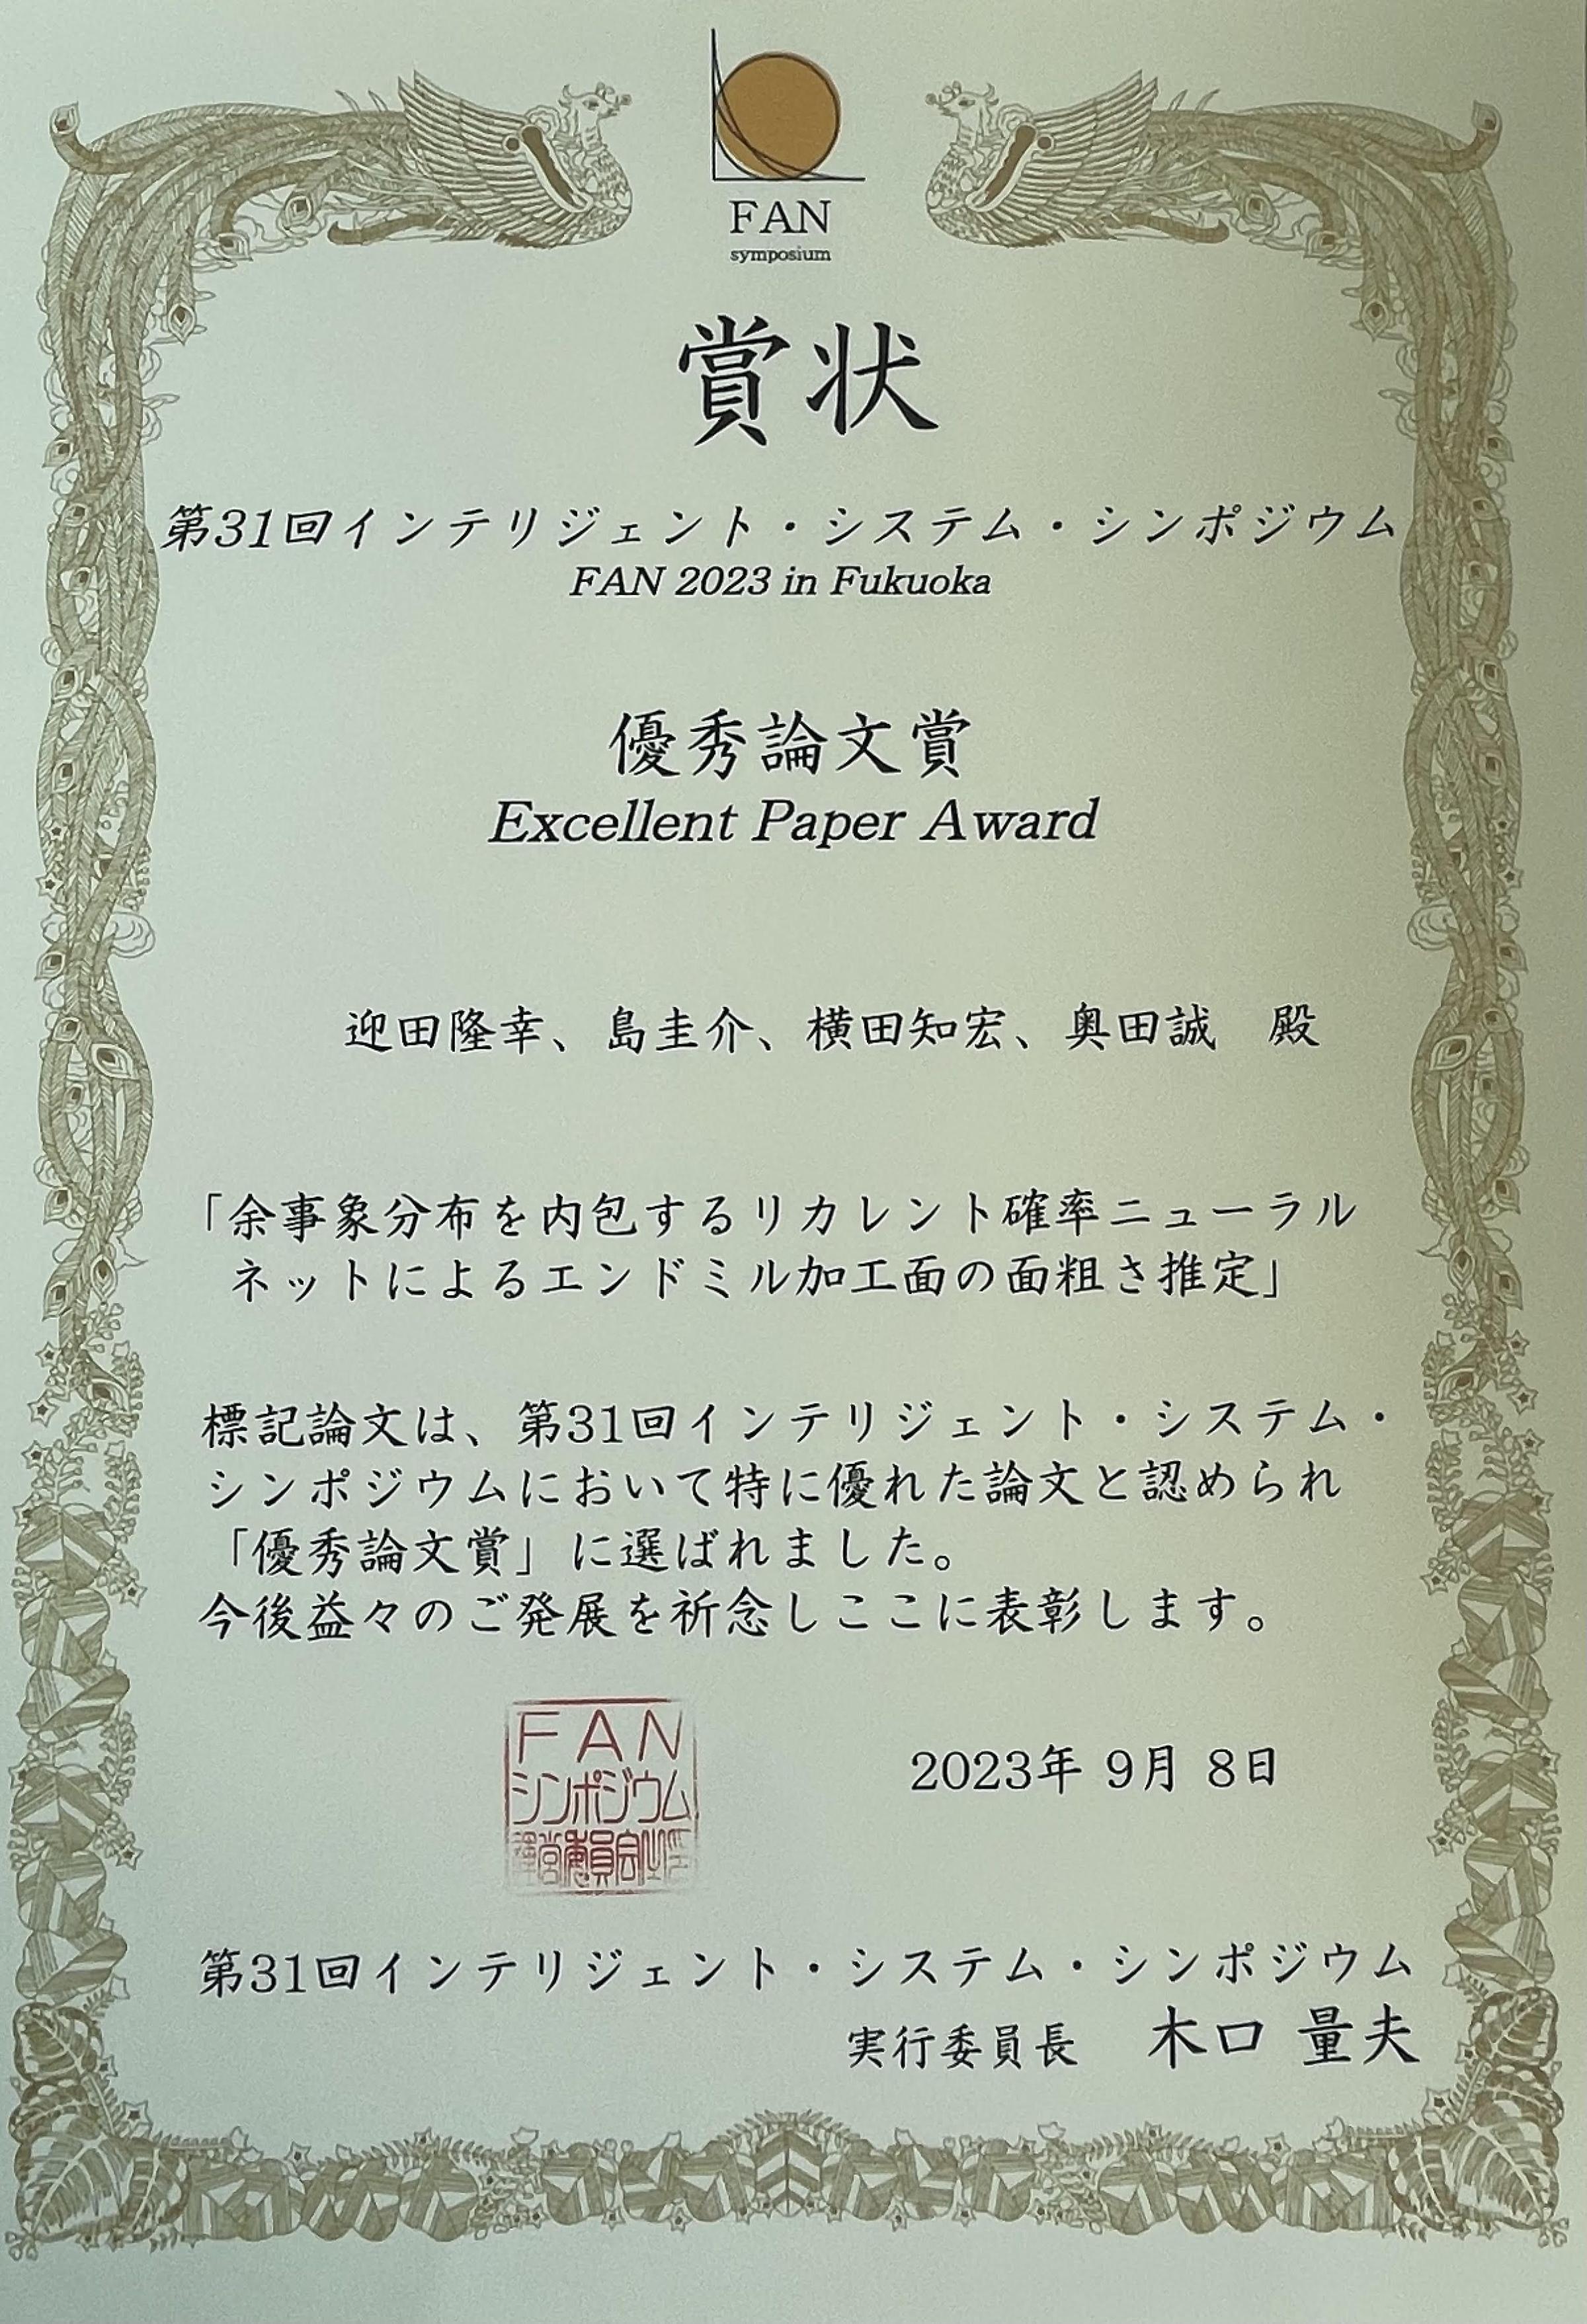 FAN
symposium
賞状
第31回インテリジェント・システム・シンポジウム
FAN 2023 in Fukuoka
優秀論文賞
Excellent Paper Award
迎田隆幸、島圭介、横田知宏、奥田誠　殿
「余事象分布を内包するリカレント確率ニューラル
ネットによるエンドミル加工面の面粗さ推定」
標記論文は、第31回インテリジェント・システム・
シンポジウムにおいて特に優れた論文と認められ
「優秀論文賞」に選ばれました。
今後益々のご発展を祈念しここに表彰します。
FAN
シンポジウム
運営委員会之印
2023年 9月 8日
第31回インテリジェント・システム・シンポジウム
実行委員長　木口 量夫